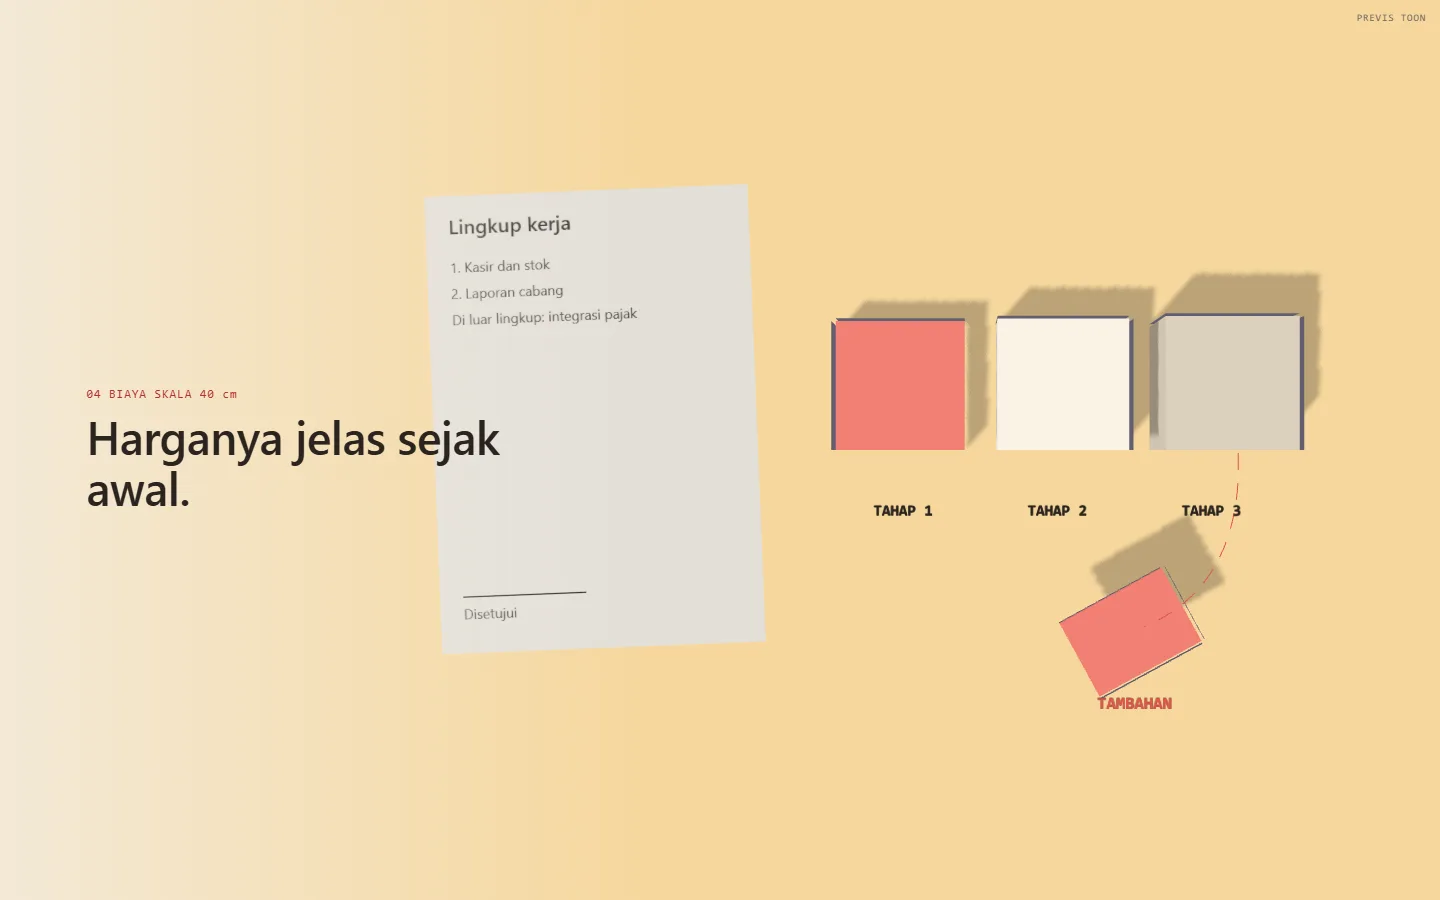 PREVIS TOON
Lingkup kerja
1. Kasir dan stok
2. Laporan cabang
Di luar lingkup: integrasi pajak
Disetujui
04 BIAYA SKALA 40 cm
Harganya jelas sejak
awal.
TAHAP 1
TAHAP 2
TAHAP 3
TAMBAHAN